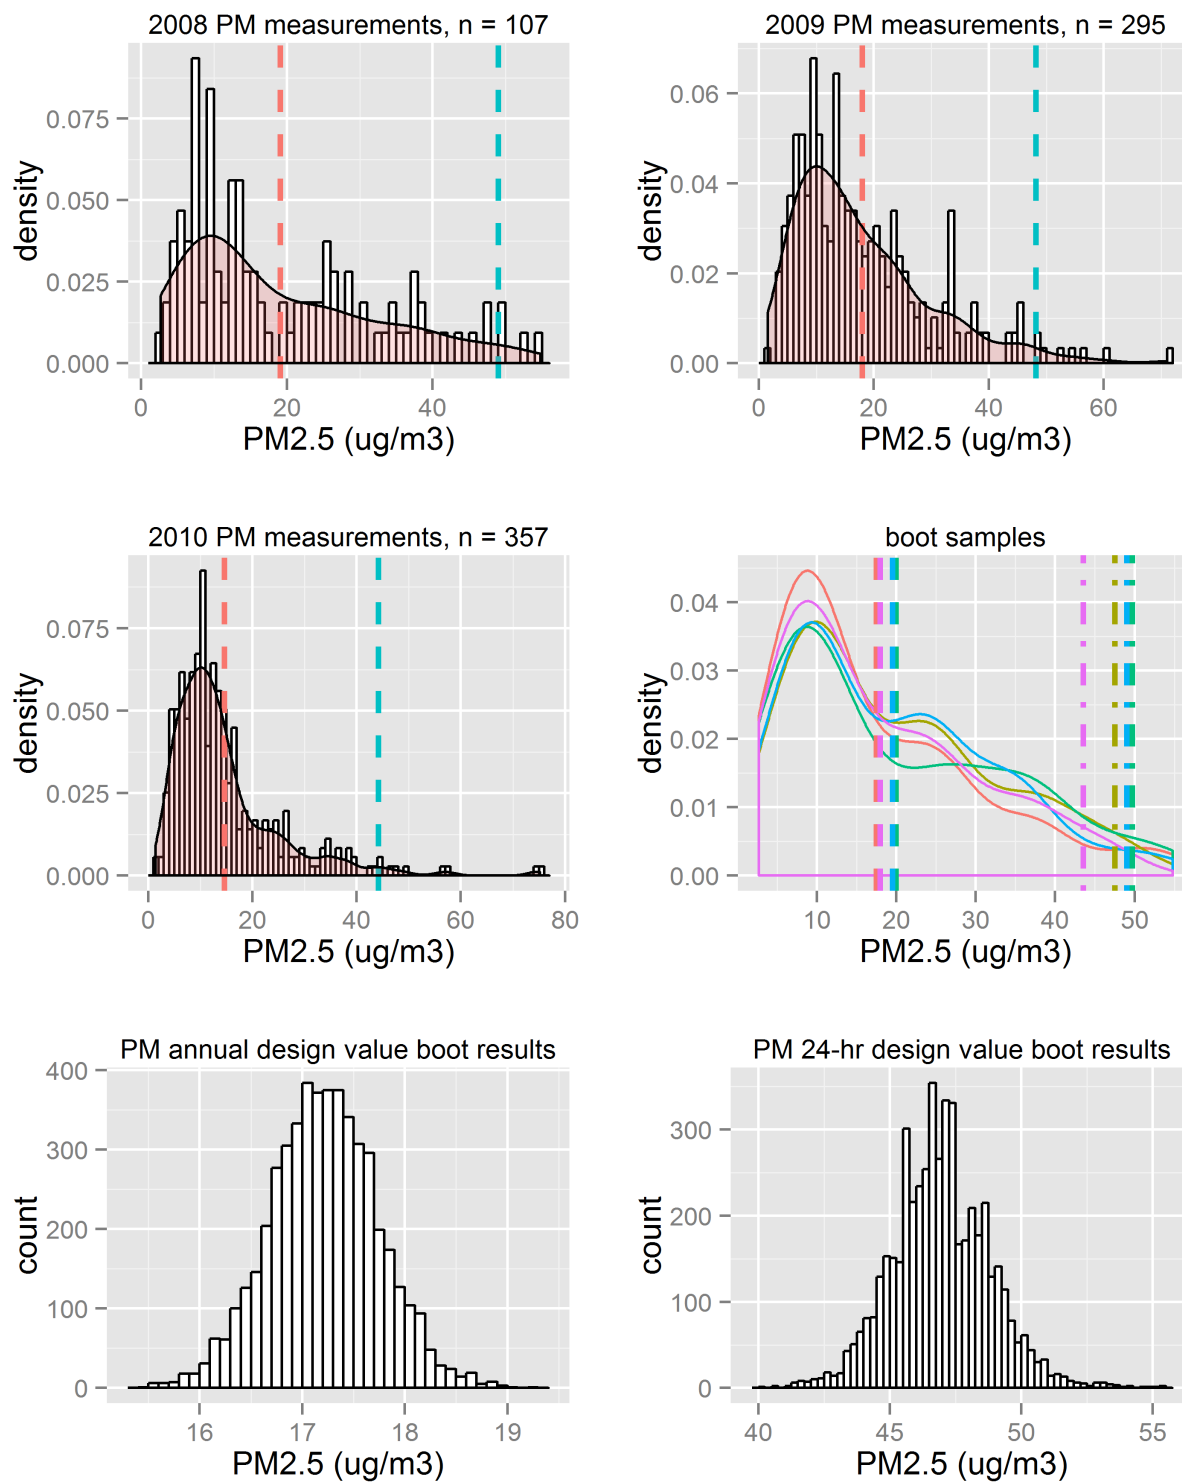 2008 PM measurements, n = 107
density
0.075
0.050
0.025
0.000
0
20
40
PM2.5 (ug/m3)
2009 PM measurements, n = 295
density
0.06
0.04
0.02
0.00
0
20
40
60
PM2.5 (ug/m3)
2010 PM measurements, n = 357
density
0.075
0.050
0.025
0.000
0
20
40
60
80
PM2.5 (ug/m3)
boot samples
density
0.04
0.03
0.02
0.01
0.00
10
20
30
40
50
PM2.5 (ug/m3)
PM annual design value boot results
count
400
300
200
100
0
16
17
18
19
PM2.5 (ug/m3)
PM 24-hr design value boot results
count
300
200
100
0
40
45
50
55
PM2.5 (ug/m3)